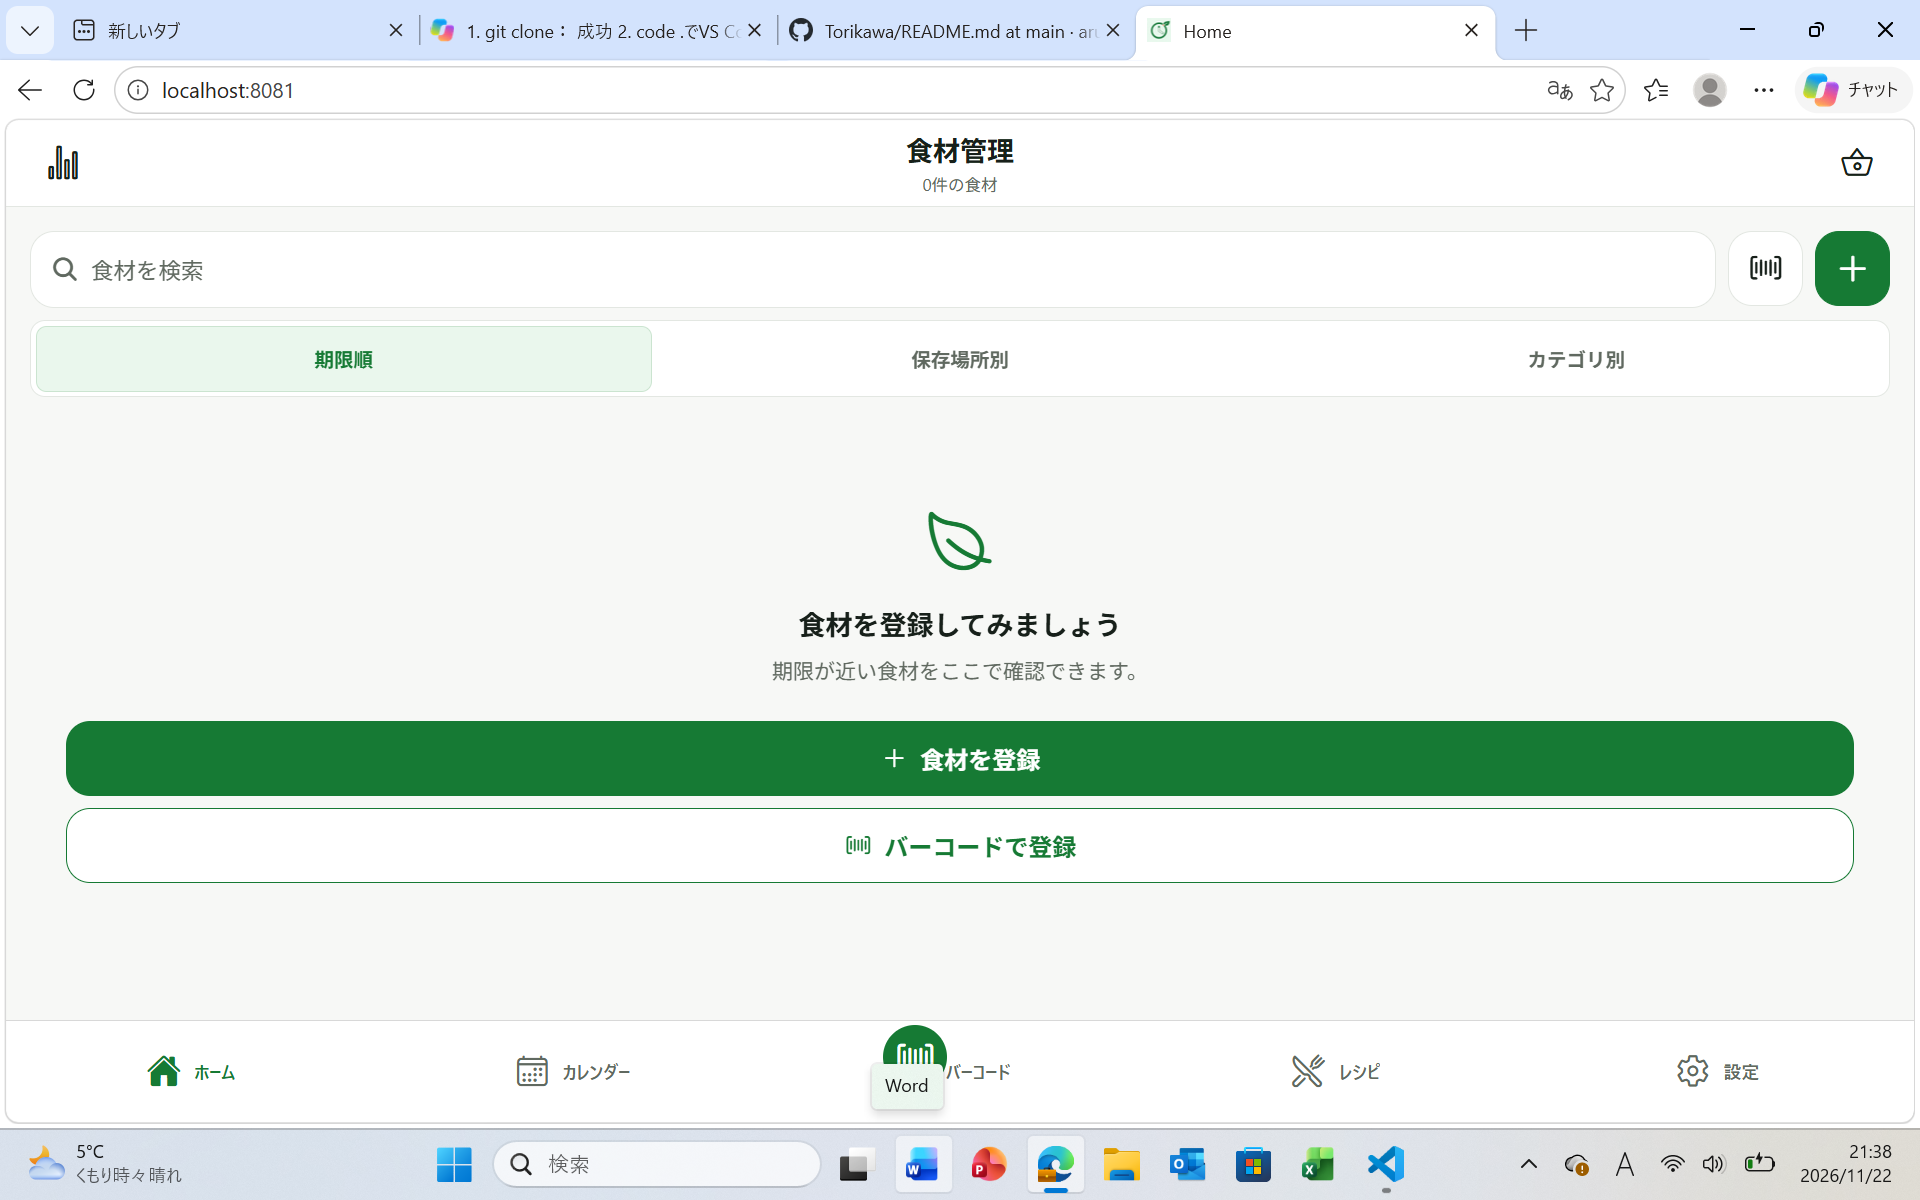 新しいタブ
1. git clone： 成功 2. code .でVS Co
Torikawa/README.md at main · aru
Home
localhost:8081
チャット
食材管理
0件の食材
食材を検索
期限順
保存場所別
カテゴリ別
食材を登録してみましょう
期限が近い食材をここで確認できます。
食材を登録
バーコードで登録
ホーム
カレンダー
バーコード
レシピ
設定
Word
5°C
くもり時々晴れ
検索
A
21:38
2026/11/22